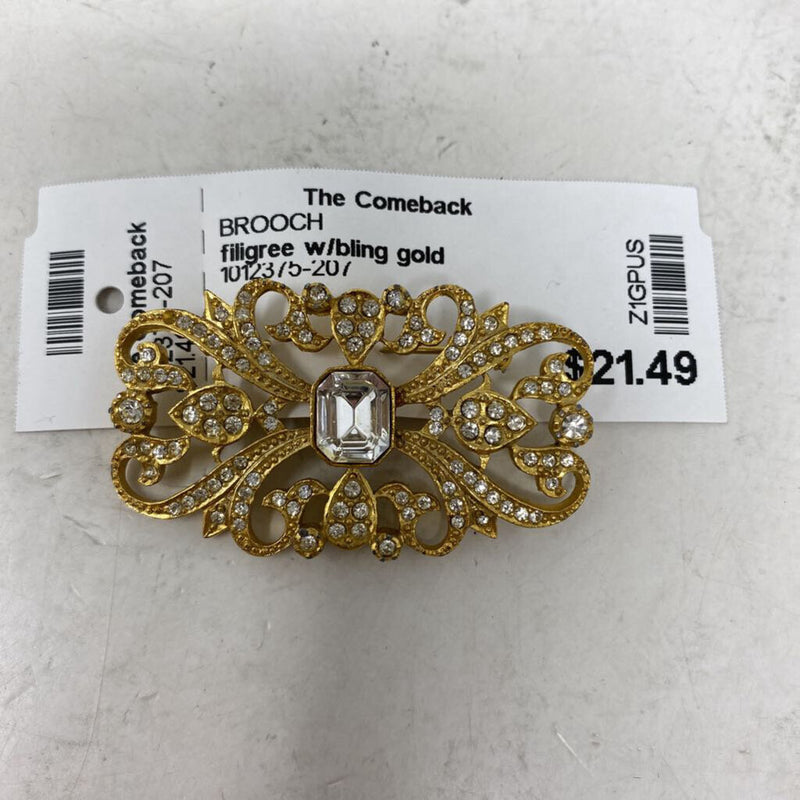 The Comeback
BROOCH
filigree w/bling gold
1012375-207
$21.49
Z1GPUS
omeback
-207